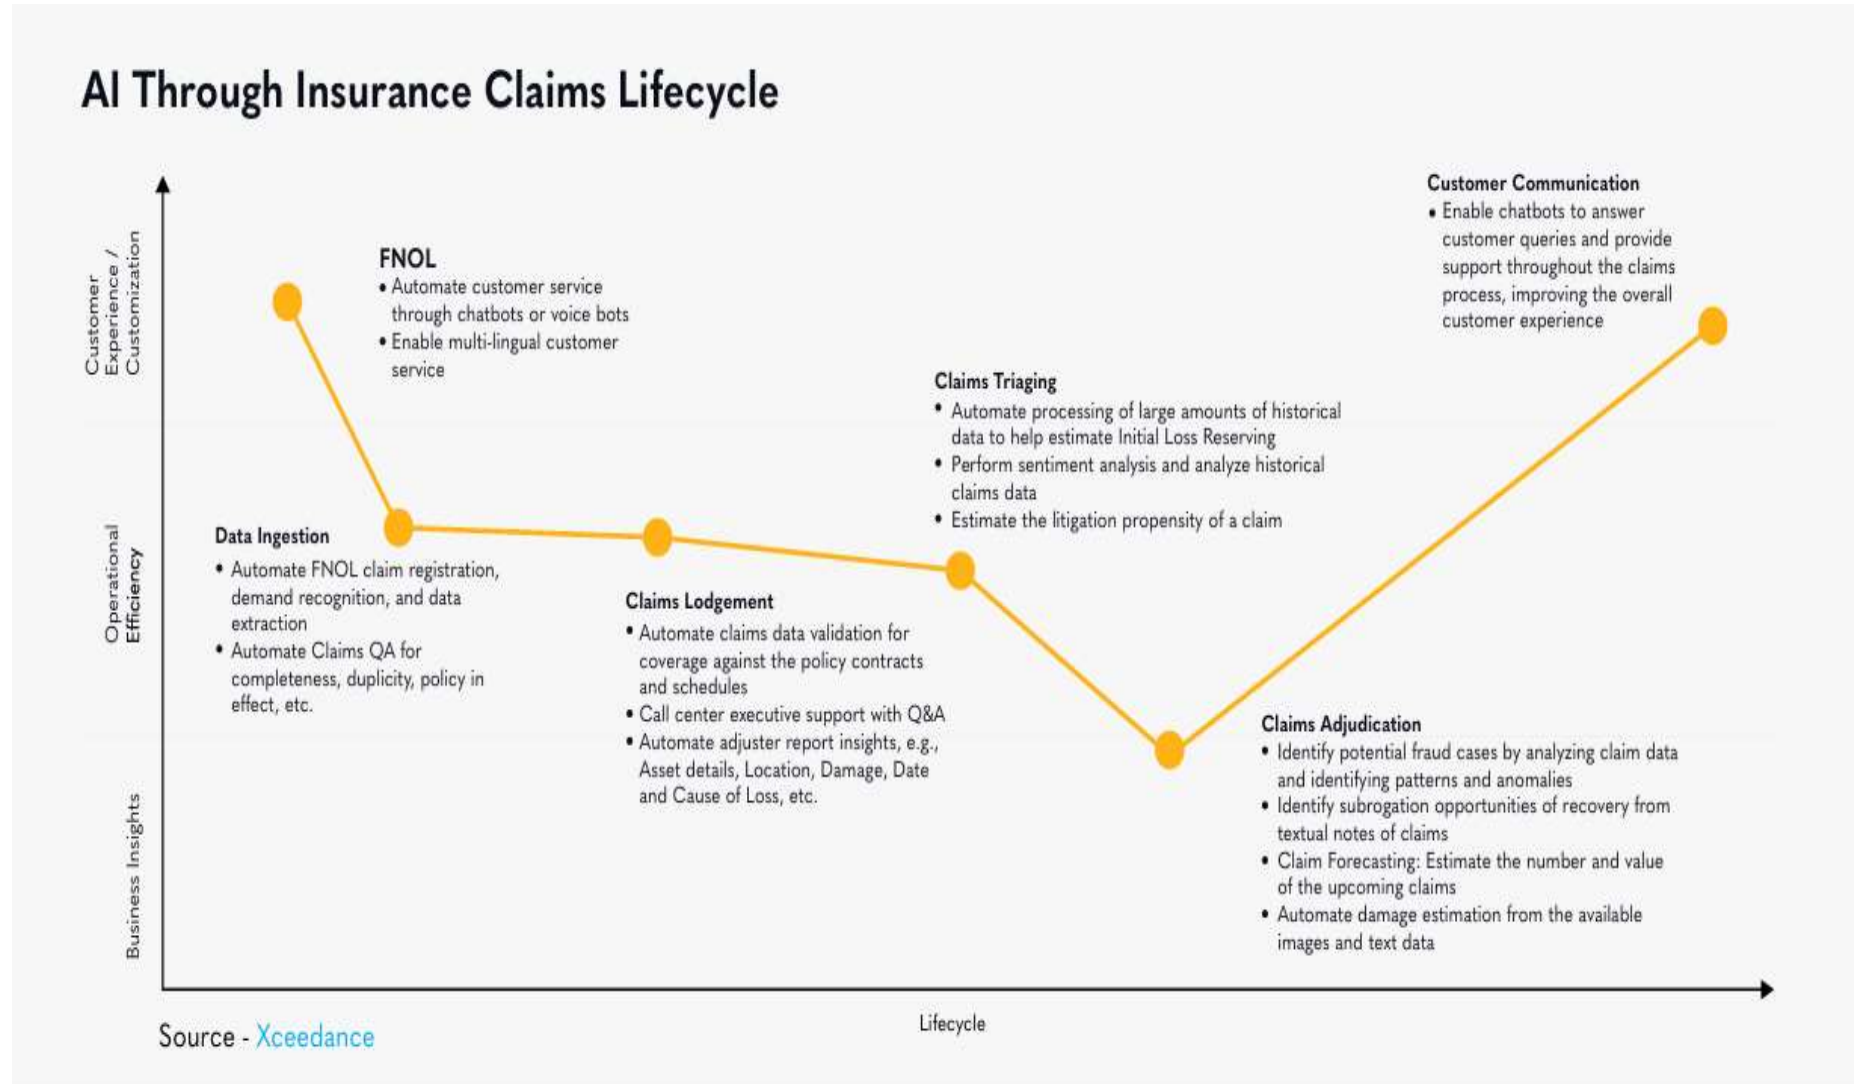 AI Through Insurance Claims Lifecycle
Customer
Experience /
Customization
FNOL
• Automate customer service
through chatbots or voice bots
• Enable multi-lingual customer
service
Customer Communication
• Enable chatbots to answer
customer queries and provide
support throughout the claims
process, improving the overall
customer experience
Operational
Efficiency
Data Ingestion
• Automate FNOL claim registration,
demand recognition, and data
extraction
• Automate Claims QA for
completeness, duplicity, policy in
effect, etc.
Claims Lodgement
• Automate claims data validation for
coverage against the policy contracts
and schedules
• Call center executive support with Q&A
• Automate adjuster report insights, e.g.,
Asset details, Location, Damage, Date
and Cause of Loss, etc.
Claims Triaging
• Automate processing of large amounts of historical
data to help estimate Initial Loss Reserving
• Perform sentiment analysis and analyze historical
claims data
• Estimate the litigation propensity of a claim
Business Insights
Claims Adjudication
• Identify potential fraud cases by analyzing claim data
and identifying patterns and anomalies
• Identify subrogation opportunities of recovery from
textual notes of claims
• Claim Forecasting: Estimate the number and value
of the upcoming claims
• Automate damage estimation from the available
images and text data
Lifecycle
Source - Xceedance